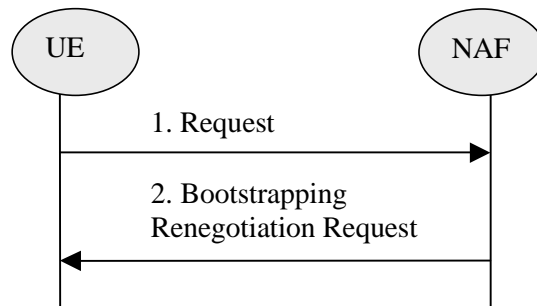 UE
NAF
1. Request
2. Bootstrapping
Renegotiation Request